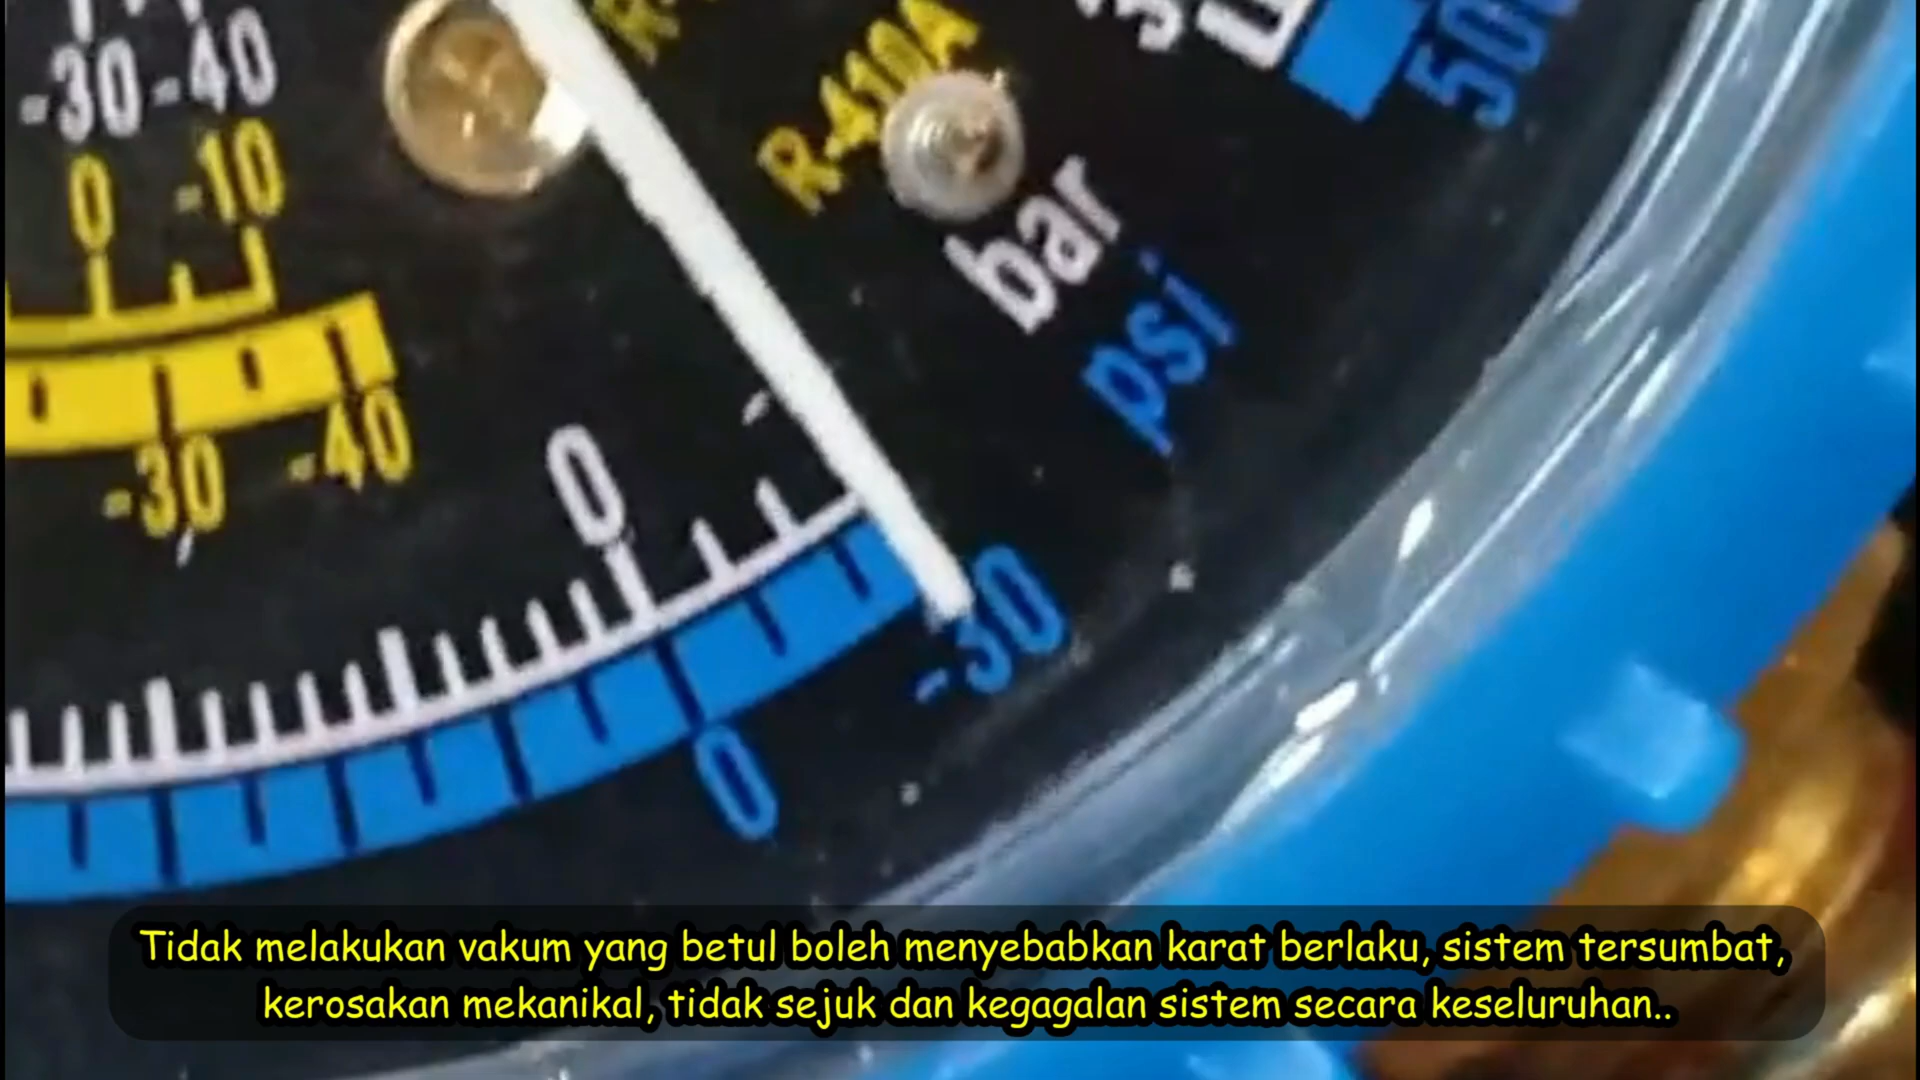 -30 -40
R-410A
500
0 -10
bar
psi
-30 -40
0
-30
0
Tidak melakukan vakum yang betul boleh menyebabkan karat berlaku, sistem tersumbat,
kerosakan mekanikal, tidak sejuk dan kegagalan sistem secara keseluruhan..